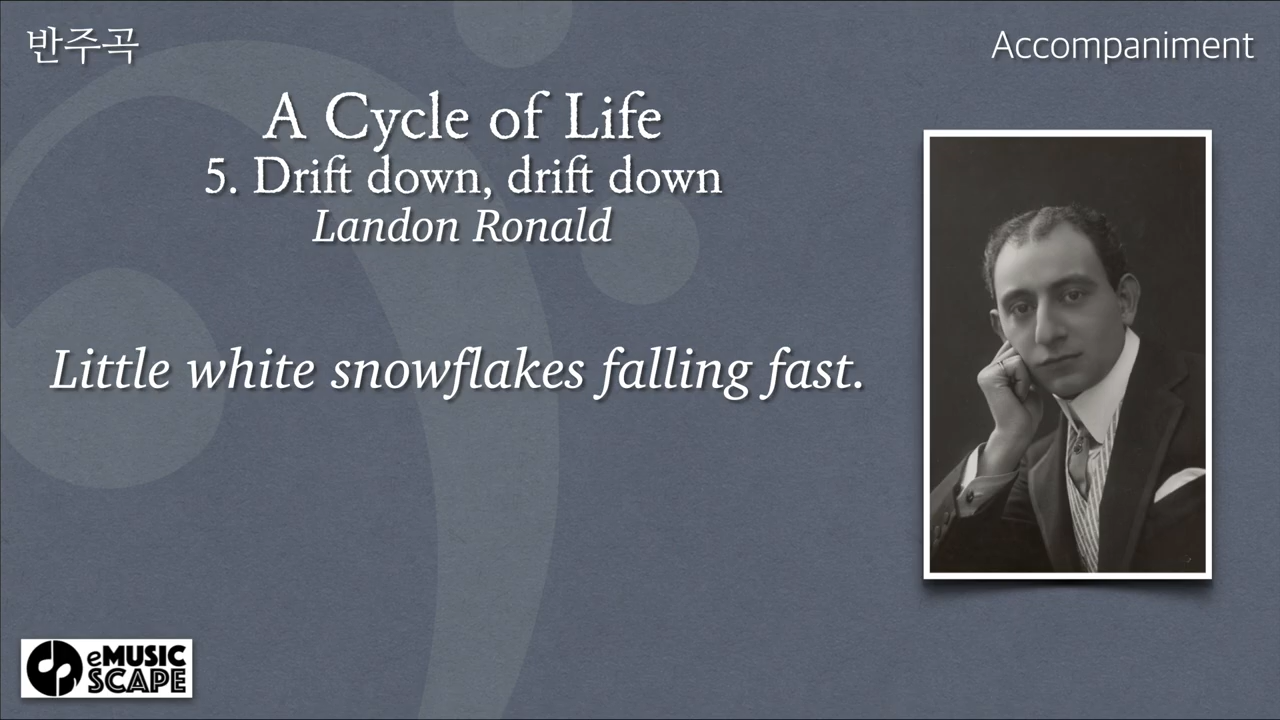 반주곡
Accompaniment
A Cycle of Life
5. Drift down, drift down
Landon Ronald
Little white snowflakes falling fast.
eMUSIC
SCAPE